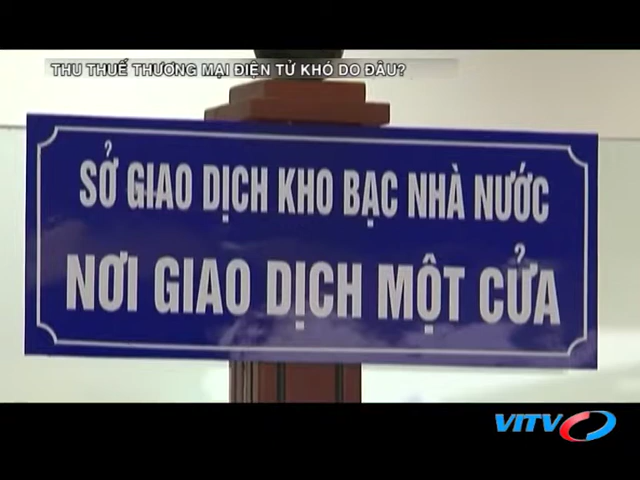 THU THUẾ THƯƠNG MẠI ĐIỆN TỬ KHÓ DO ĐÂU?
SỞ GIAO DỊCH KHO BẠC NHÀ NƯỚC
NƠI GIAO DỊCH MỘT CỬA
VITV